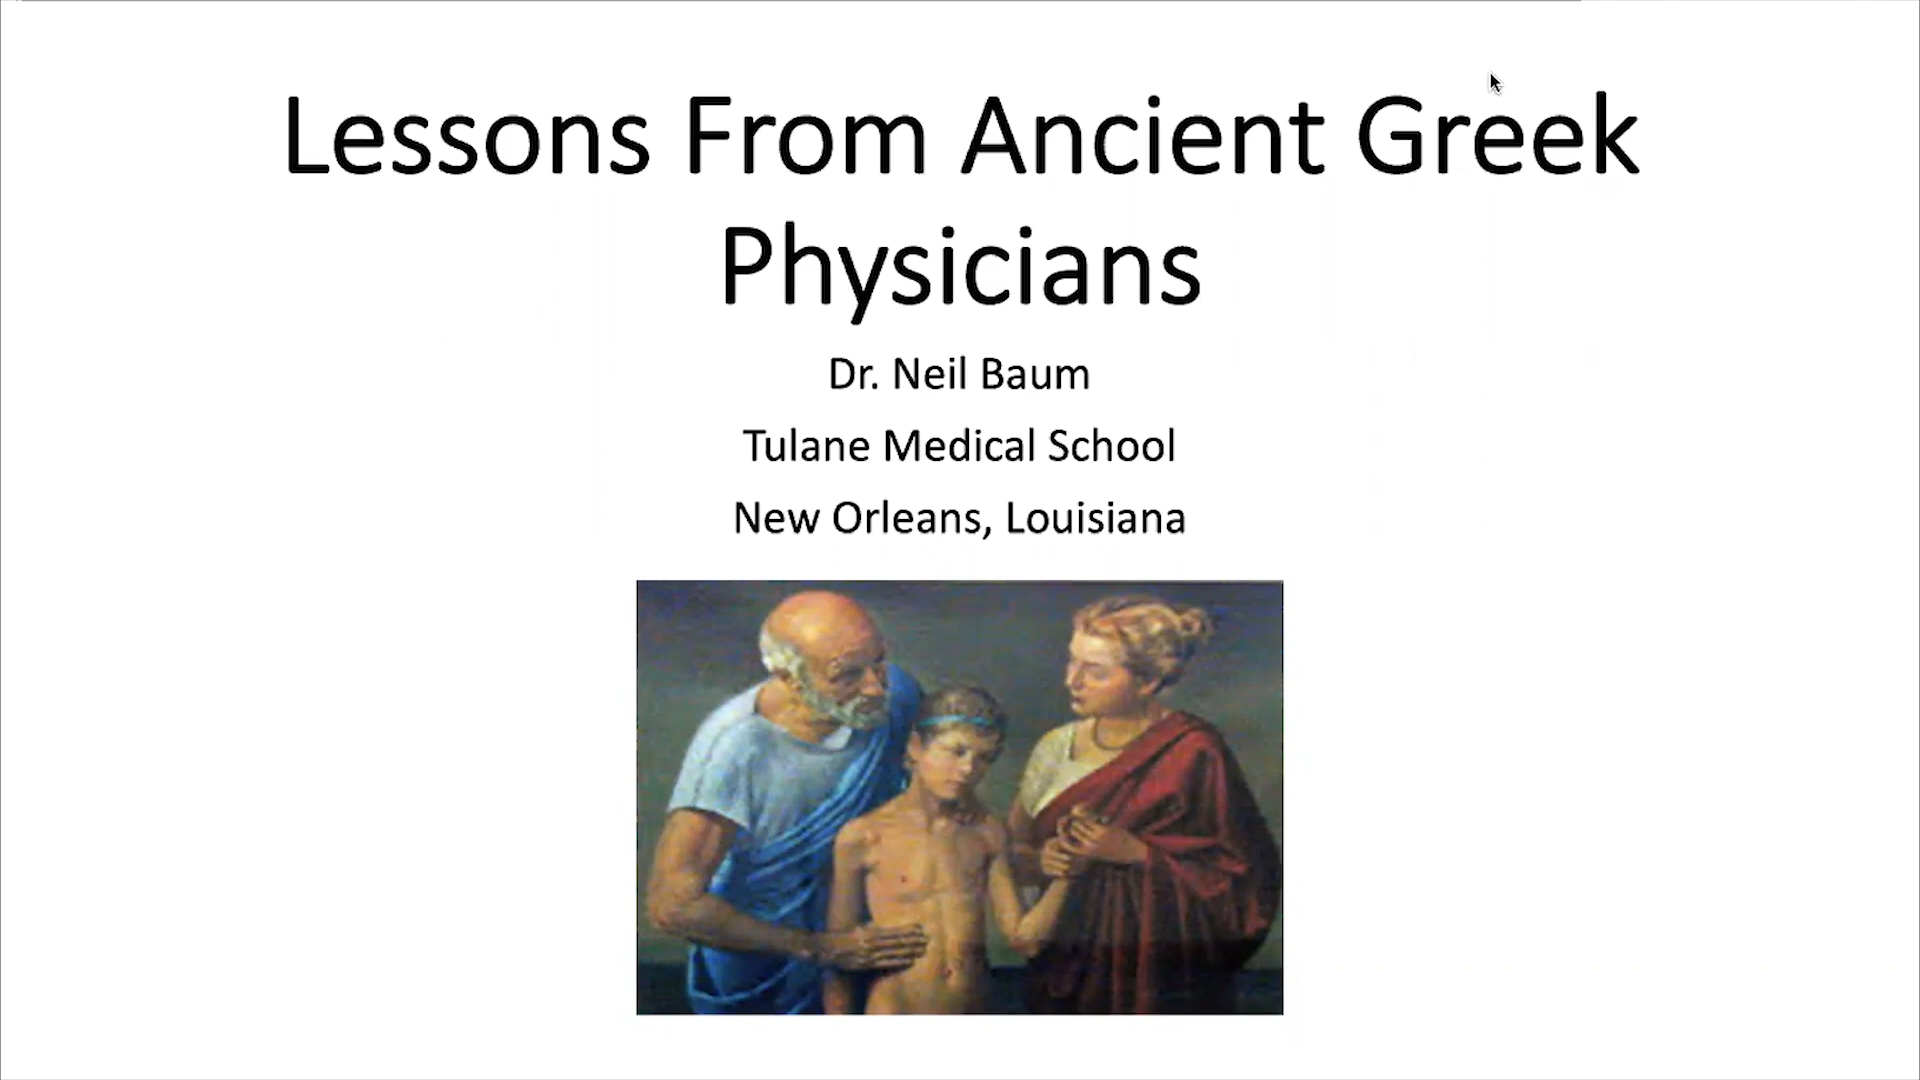 Lessons From Ancient Greek
Physicians
Dr. Neil Baum
Tulane Medical School
New Orleans, Louisiana